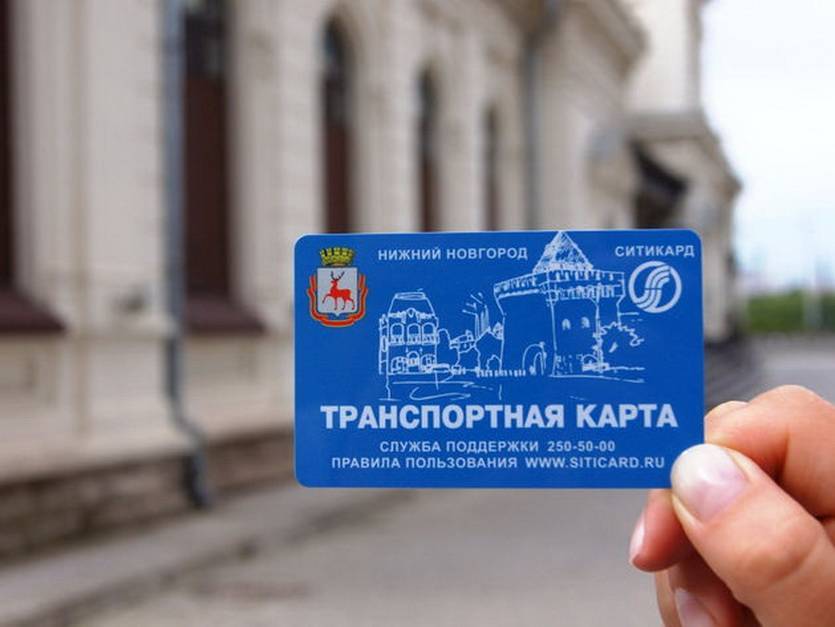 НИЖНИЙ НОВГОРОД
СИТИКАРД
ТРАНСПОРТНАЯ КАРТА
СЛУЖБА ПОДДЕРЖКИ 250-50-00
ПРАВИЛА ПОЛЬЗОВАНИЯ WWW.SITICARD.RU